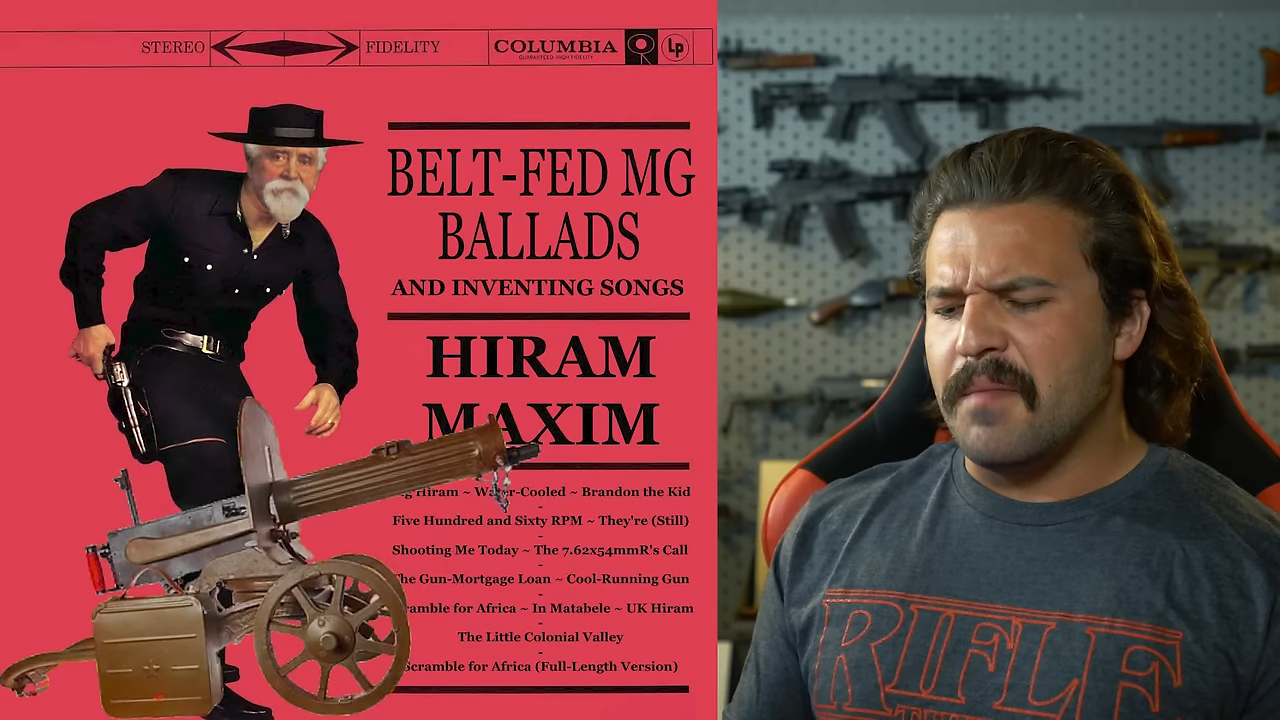 STEREO
FIDELITY
COLUMBIA
GUARANTEED HIGH FIDELITY
Lp
BELT-FED MG
BALLADS
AND INVENTING SONGS
HIRAM
MAXIM
Hiram ~ Water-Cooled ~ Brandon the Kid
-
Five Hundred and Sixty RPM ~ They're (Still)
-
Shooting Me Today ~ The 7.62x54mmR's Call
-
The Gun-Mortgage Loan ~ Cool-Running Gun
-
Scramble for Africa ~ In Matabele ~ UK Hiram
-
The Little Colonial Valley
-
Scramble for Africa (Full-Length Version)
RIFLE